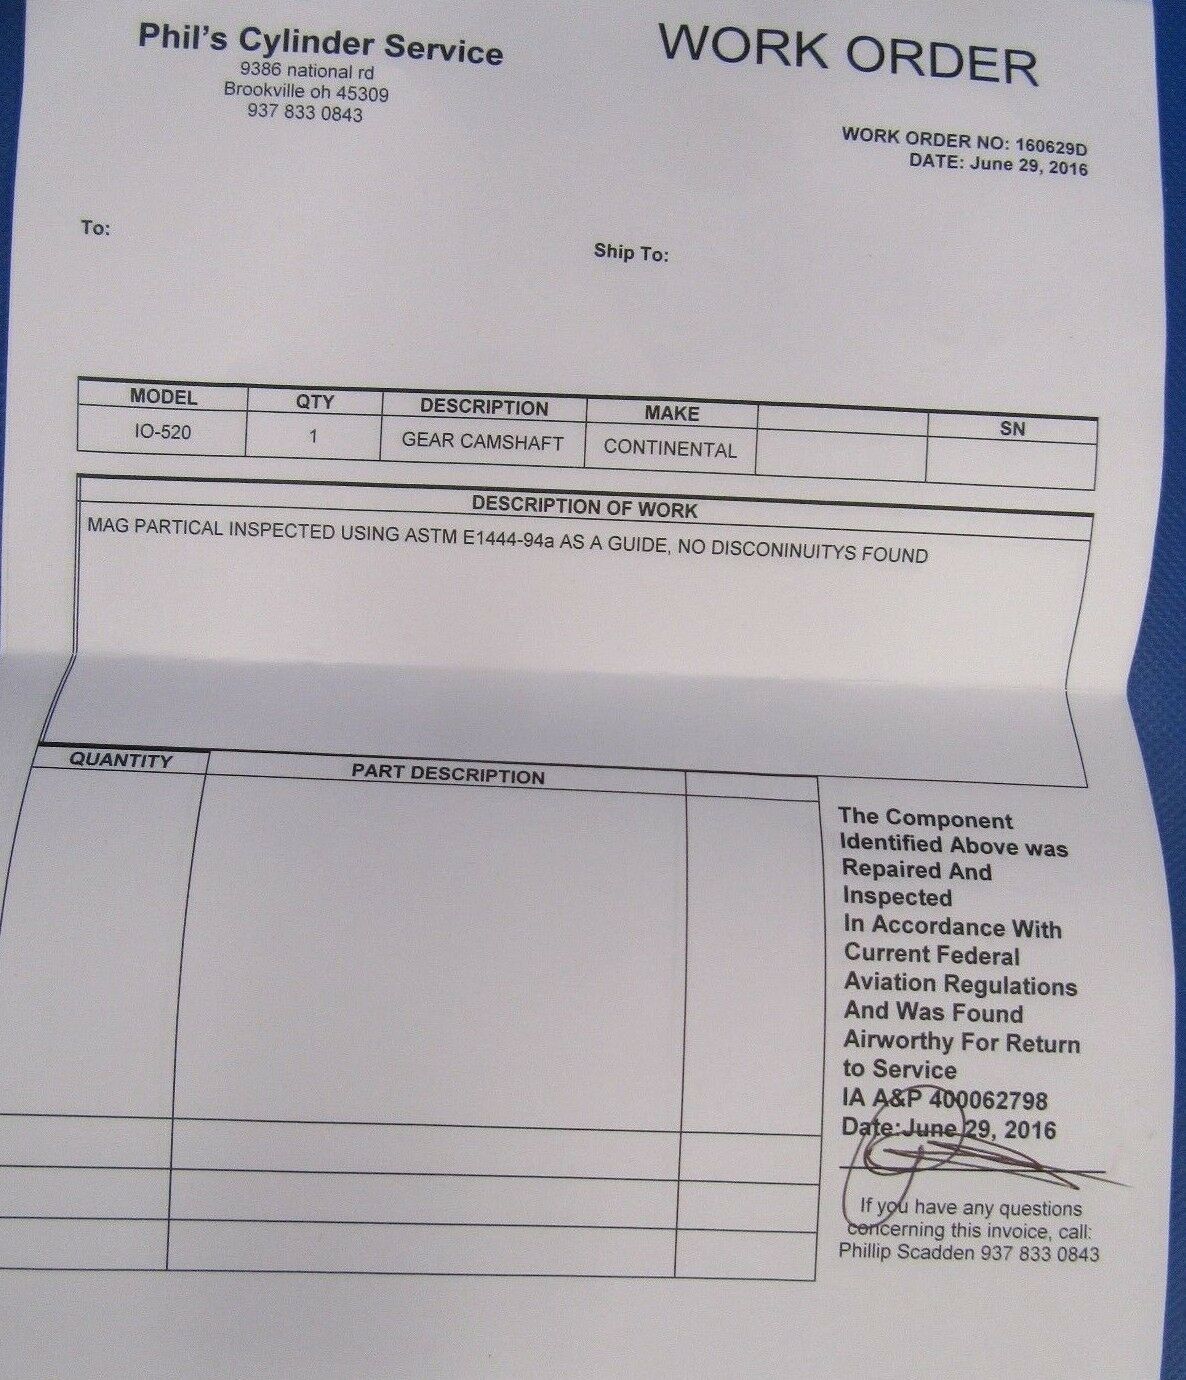 Phil's Cylinder Service
9386 national rd
Brookville oh 45309
937 833 0843
WORK ORDER
WORK ORDER NO: 160629D
DATE: June 29, 2016
To:
Ship To:
MODEL QTY DESCRIPTION MAKE SN
IO-520 1 GEAR CAMSHAFT CONTINENTAL
DESCRIPTION OF WORK
MAG PARTICAL INSPECTED USING ASTM E1444-94a AS A GUIDE, NO DISCONINUITYS FOUND
QUANTITY PART DESCRIPTION
The Component
Identified Above was
Repaired And
Inspected
In Accordance With
Current Federal
Aviation Regulations
And Was Found
Airworthy For Return
to Service
IA A&P 400062798
Date:June 29, 2016
If you have any questions
concerning this invoice, call:
Phillip Scadden 937 833 0843